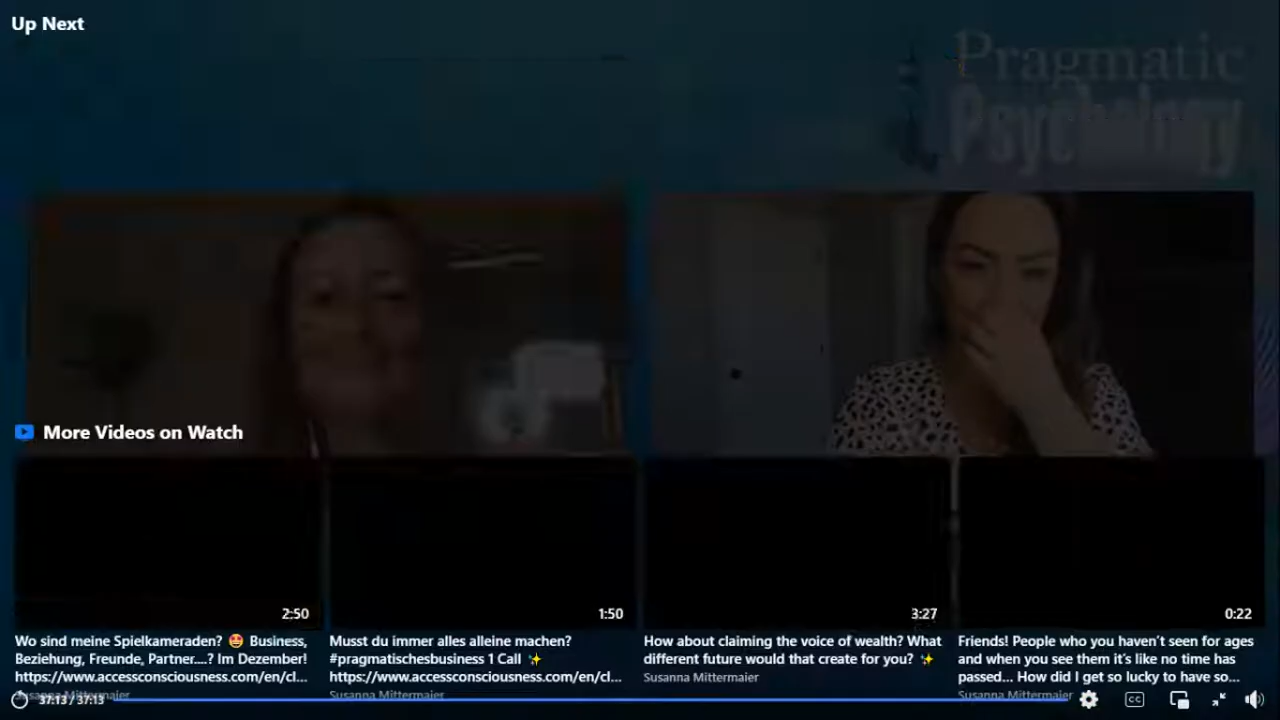 Up Next
Pragmatic
Psychology
More Videos on Watch
2:50
1:50
3:27
0:22
Wo sind meine Spielkameraden? 🤩 Business,
Beziehung, Freunde, Partner....? Im Dezember!
https://www.accessconsciousness.com/en/cl...
Susanna Mittermaier
Musst du immer alles alleine machen?
#pragmatischesbusiness 1 Call ✨
https://www.accessconsciousness.com/en/cl...
Susanna Mittermaier
How about claiming the voice of wealth? What
different future would that create for you? ✨
Susanna Mittermaier
Friends! People who you haven't seen for ages
and when you see them it's like no time has
passed... How did I get so lucky to have so...
Susanna Mittermaier
37:13 / 37:13
CC